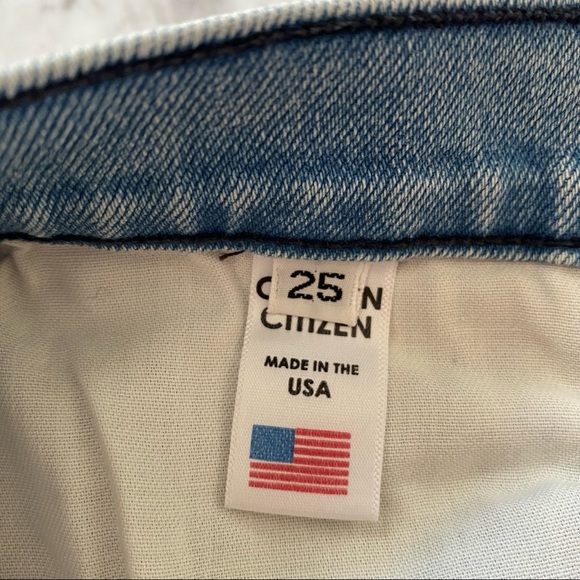 25
CITIZEN
MADE IN THE
USA